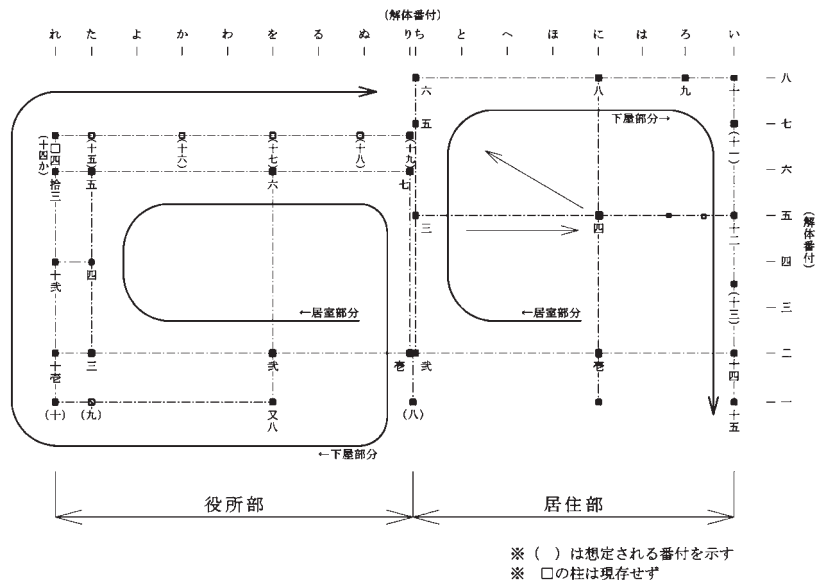 (解体番付)
れ た よ か わ を る ぬ り ち と へ ほ に は ろ い
六 八 九 十 八
五 下屋部分→ (十一) 七
(十四か) □四 (十五) (十六) (十七) (十八) (十九)
拾三 五 六 七 六
三 四 十二 五
(解体番付)
十弐 四 四
(十三) 三
←居室部分 ←居室部分
十壱 三 弐 壱 弐 壱 十四 二
(十) (九) 又八 (八) 十五 一
←下屋部分
役所部 居住部
※ ( )は想定される番付を示す
※ □の柱は現存せず